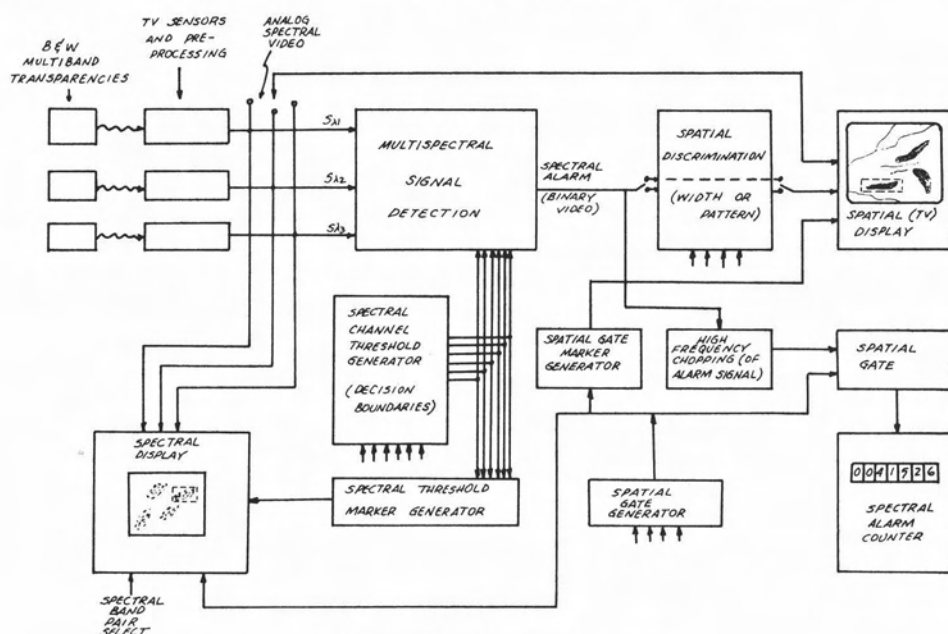 B&W
MULTIBAND
TRANSPARENCIES
TV SENSORS
AND PRE-
PROCESSING
ANALOG
SPECTRAL
VIDEO
Sλ1
Sλ2
Sλ3
MULTISPECTRAL
SIGNAL
DETECTION
SPECTRAL
ALARM
(BINARY
VIDEO)
SPATIAL
DISCRIMINATION
(WIDTH OR
PATTERN)
SPATIAL (TV)
DISPLAY
SPECTRAL
CHANNEL
THRESHOLD
GENERATOR
(DECISION
BOUNDARIES)
SPATIAL GATE
MARKER
GENERATOR
HIGH
FREQUENCY
CHOPPING (OF
ALARM SIGNAL)
SPATIAL
GATE
SPECTRAL
DISPLAY
SPECTRAL THRESHOLD
MARKER GENERATOR
SPATIAL
GATE
GENERATOR
0041526
SPECTRAL
ALARM
COUNTER
SPECTRAL
BAND
PAIR
SELECT